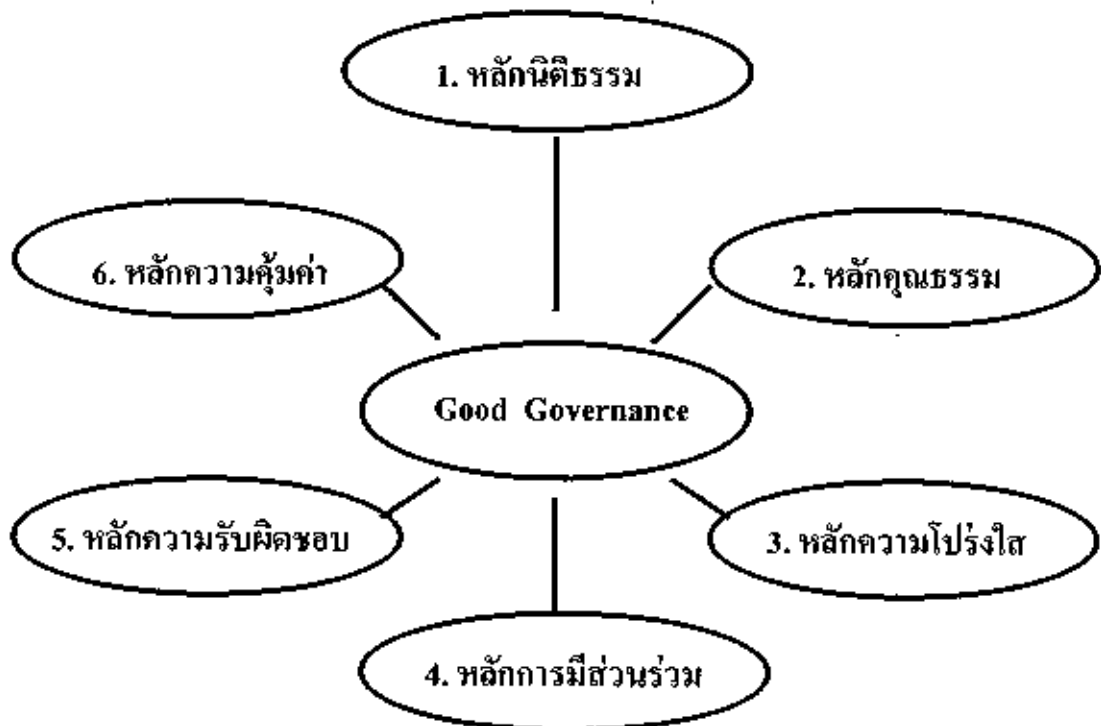 1. หลักนิติธรรม
2. หลักคุณธรรม
3. หลักความโปร่งใส
4. หลักการมีส่วนร่วม
5. หลักความรับผิดชอบ
6. หลักความคุ้มค่า
Good Governance